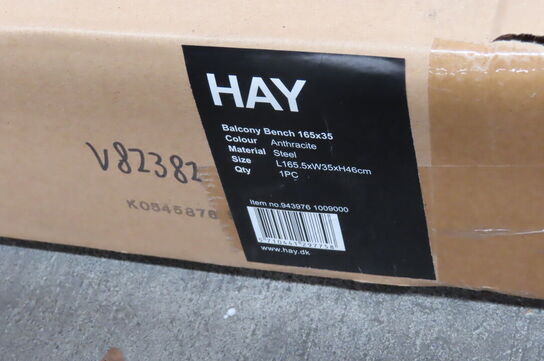 HAY
Balcony Bench 165x35
Colour Anthracite
Material Steel
Size L165.5xW35xH46cm
Qty 1PC
Item no.943976 1009000
www.hay.dk
V82382
K0545876